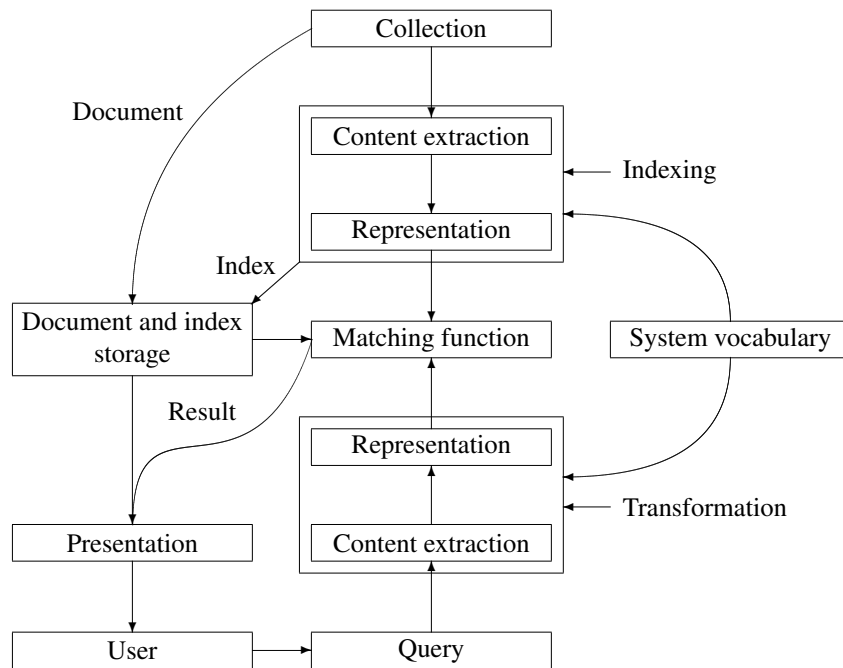 Collection
Document
Content extraction
Indexing
Representation
Index
Document and index
storage
Matching function
System vocabulary
Result
Representation
Transformation
Presentation
Content extraction
User
Query